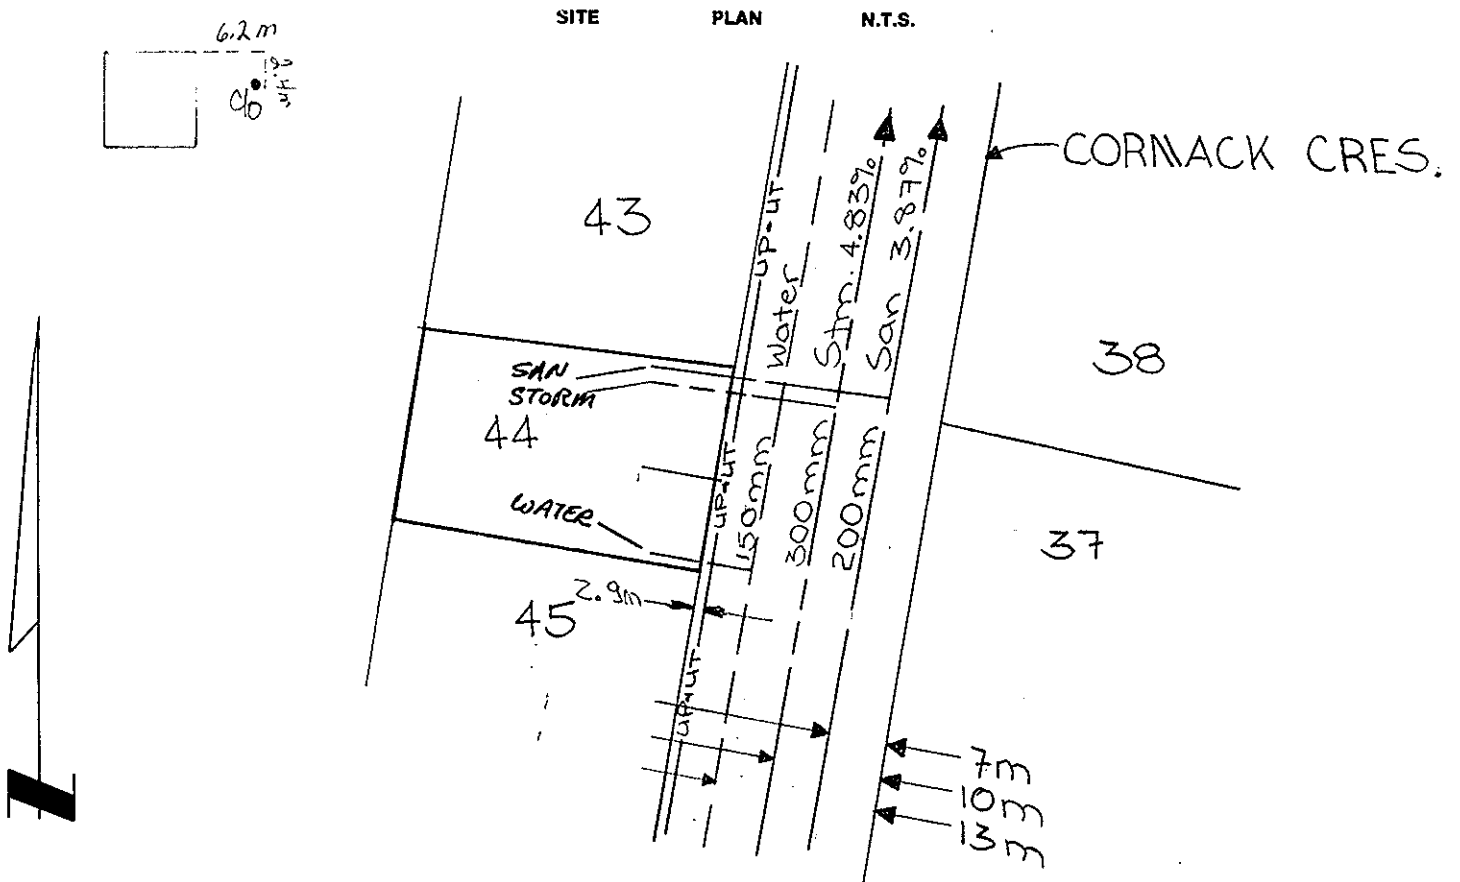 SITE PLAN N.T.S.
6.2m
c/o
CORMACK CRES.
43
UP-UT
Water
Stm. 4.83%
San 3.87%
38
SAN
STORM
44
WATER
UP-UT
150mm
300mm
200mm
37
45
2.9m
UP-UT
7m
10m
13m